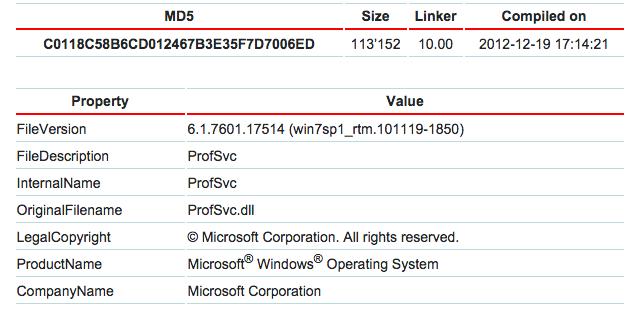 MD5 Size Linker Compiled on
C0118C58B6CD012467B3E35F7D7006ED 113'152 10.00 2012-12-19 17:14:21
Property Value
FileVersion 6.1.7601.17514 (win7sp1_rtm.101119-1850)
FileDescription ProfSvc
InternalName ProfSvc
OriginalFilename ProfSvc.dll
LegalCopyright © Microsoft Corporation. All rights reserved.
ProductName Microsoft® Windows® Operating System
CompanyName Microsoft Corporation